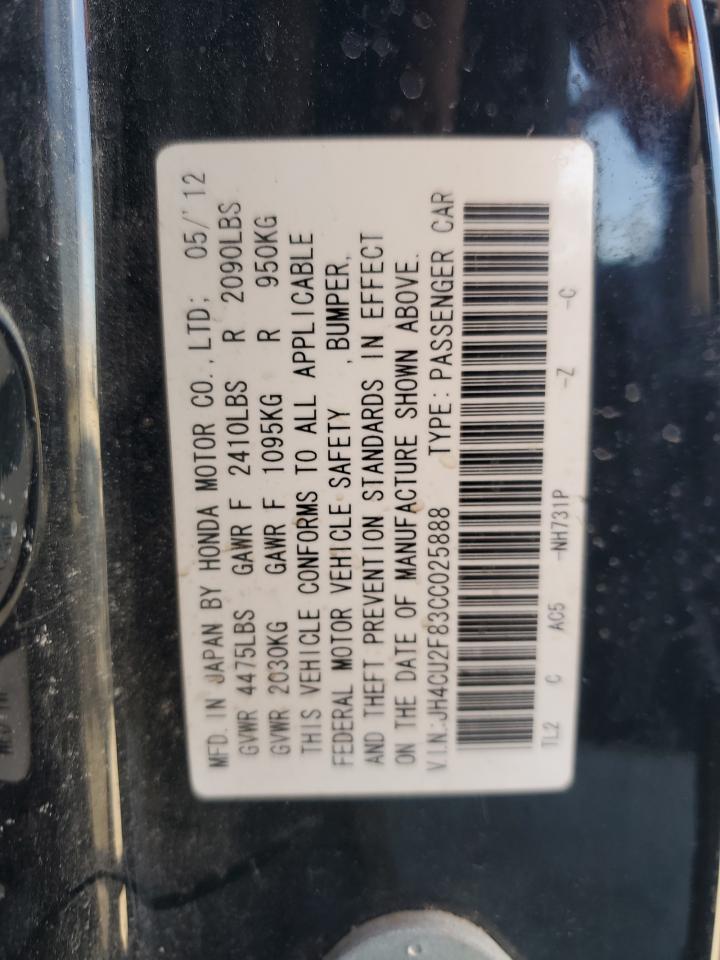 MFD. IN JAPAN BY HONDA MOTOR CO.,LTD; 05/'12
GVWR 4475LBS GAWR F 2410LBS R 2090LBS
GVWR 2030KG GAWR F 1095KG R 950KG
THIS VEHICLE CONFORMS TO ALL APPLICABLE
FEDERAL MOTOR VEHICLE SAFETY ,BUMPER,
AND THEFT PREVENTION STANDARDS IN EFFECT
ON THE DATE OF MANUFACTURE SHOWN ABOVE.
V.I.N:JH4CU2F83CC025888 TYPE: PASSENGER CAR
TL2 C AC5 -NH731P -Z -C